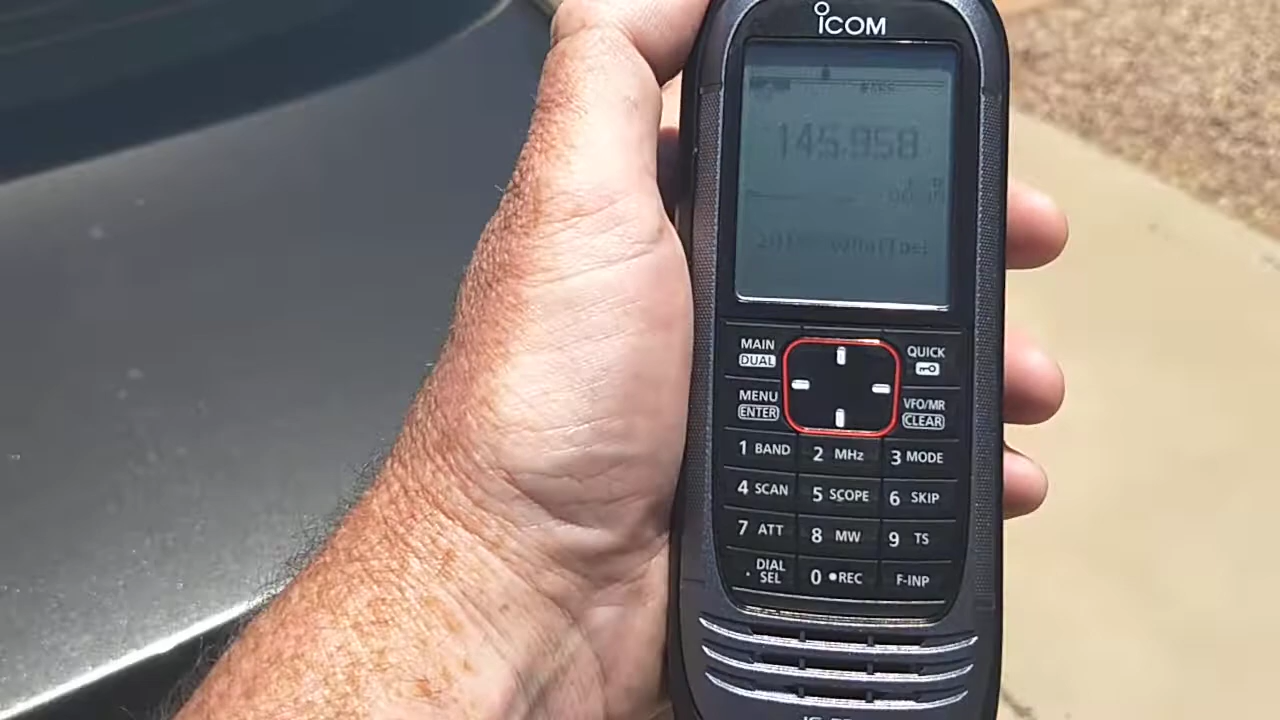 ICOM
145.958
MAIN
DUAL
QUICK
MENU
ENTER
VFO/MR
CLEAR
1 BAND
2 MHz
3 MODE
4 SCAN
5 SCOPE
6 SKIP
7 ATT
8 MW
9 TS
. DIAL SEL
0 ●REC
F-INP